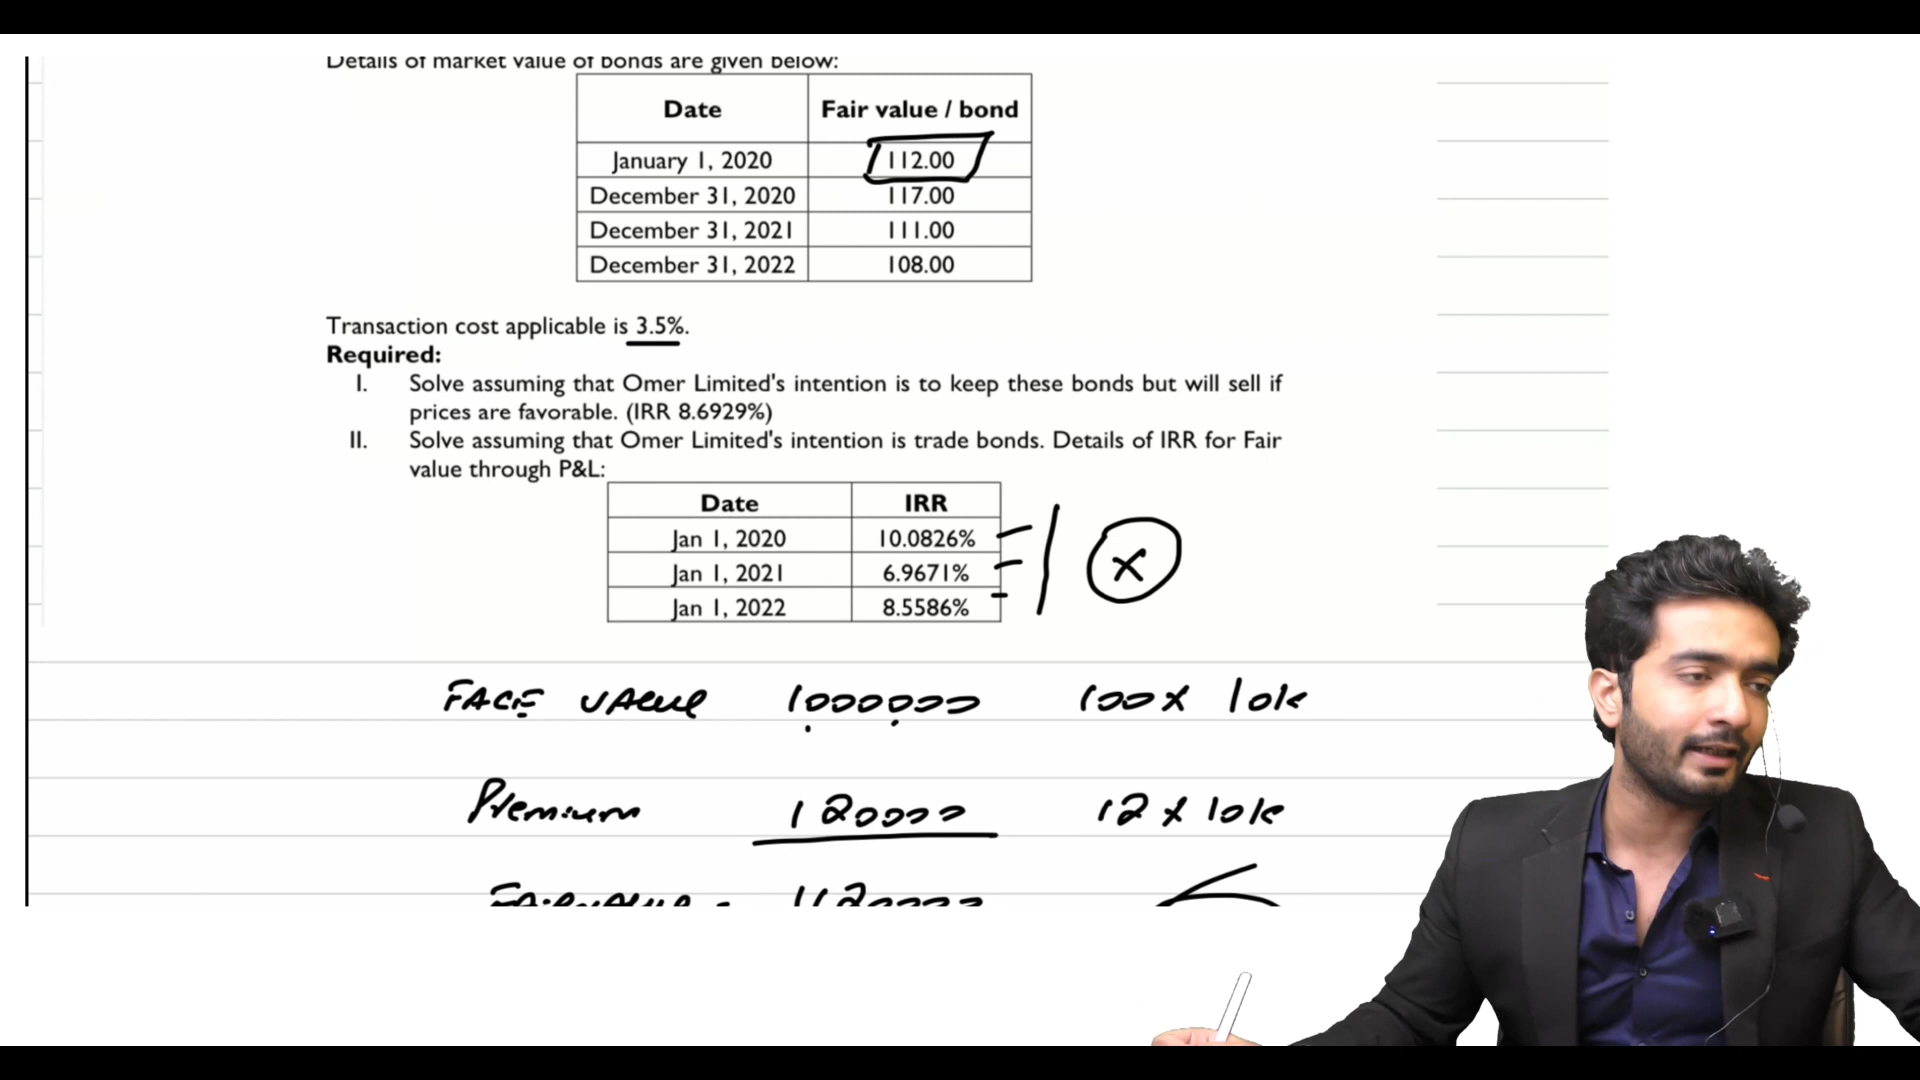 Details of market value of bonds are given below:
Date Fair value / bond
January 1, 2020 112.00
December 31, 2020 117.00
December 31, 2021 111.00
December 31, 2022 108.00
Transaction cost applicable is 3.5%.
Required:
I. Solve assuming that Omer Limited's intention is to keep these bonds but will sell if
prices are favorable. (IRR 8.6929%)
II. Solve assuming that Omer Limited's intention is trade bonds. Details of IRR for Fair
value through P&L:
Date IRR
Jan 1, 2020 10.0826%
Jan 1, 2021 6.9671%
Jan 1, 2022 8.5586%
x
FACE VALUE 1000000 100 x 10k
Premium 120000 12 x 10k
Fair value - 1120000